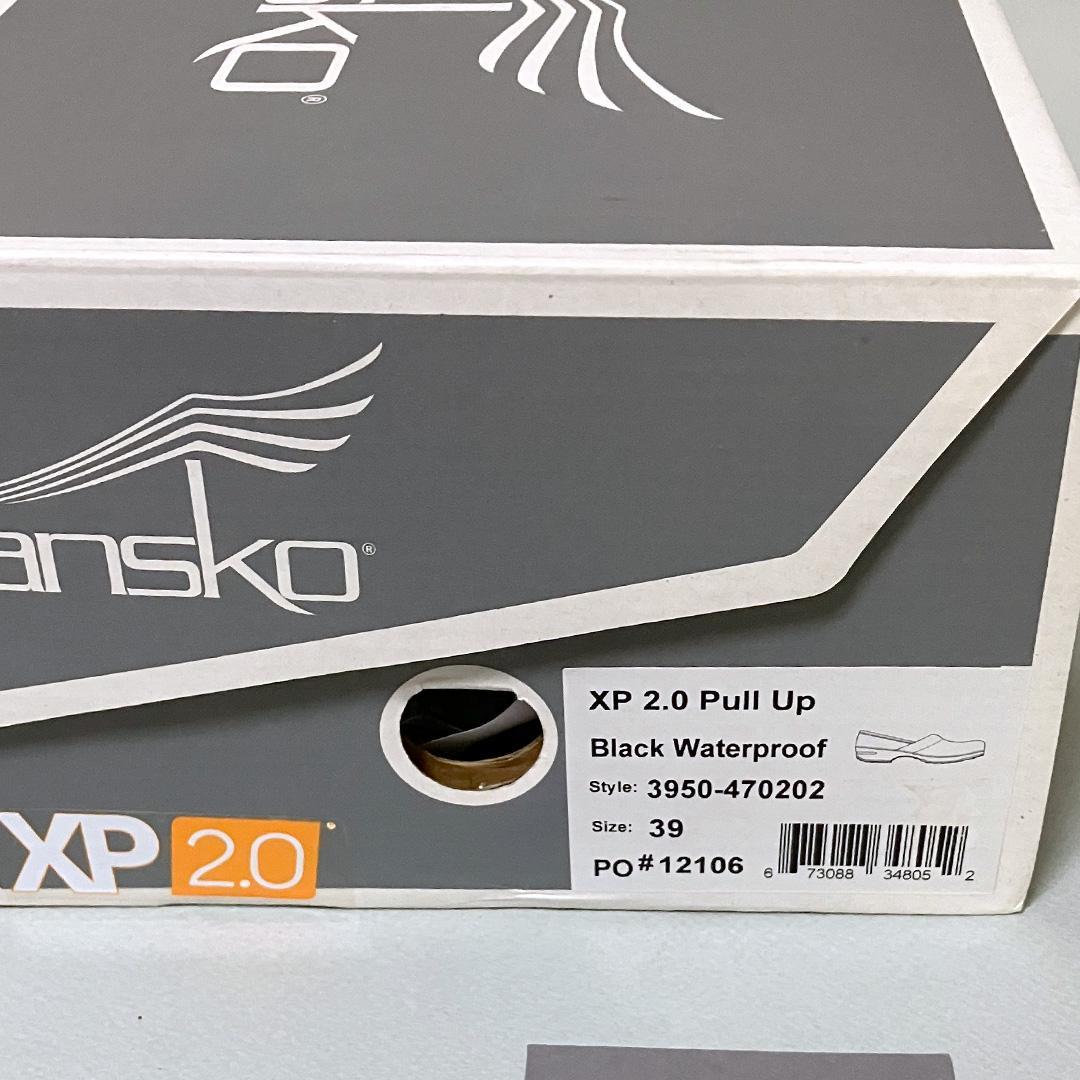 sko®
ansko®
XP 2.0
XP 2.0 Pull Up
Black Waterproof
Style: 3950-470202
Size: 39
PO#12106
6 73088 34805 2